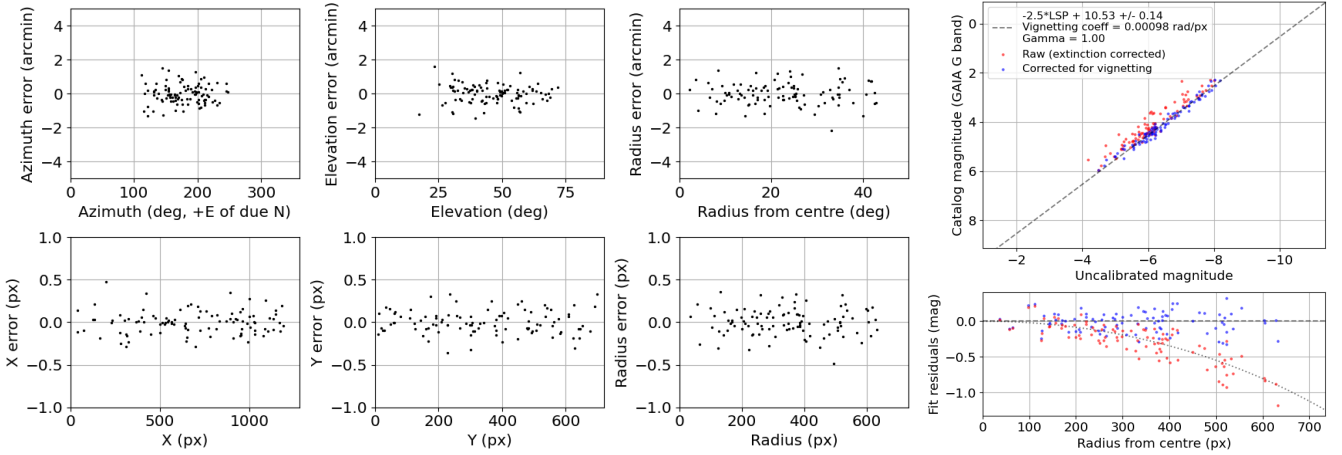 Azimuth error (arcmin)
4
2
0
−2
−4
0 100 200 300
Azimuth (deg, +E of due N)
Elevation error (arcmin)
4
2
0
−2
−4
0 25 50 75
Elevation (deg)
Radius error (arcmin)
4
2
0
−2
−4
0 20 40
Radius from centre (deg)
X error (px)
1.0
0.5
0.0
−0.5
−1.0
0 500 1000
X (px)
Y error (px)
1.0
0.5
0.0
−0.5
−1.0
0 200 400 600
Y (px)
Radius error (px)
1.0
0.5
0.0
−0.5
−1.0
0 200 400 600
Radius (px)
Catalog magnitude (GAIA G band)
0
2
4
6
8
-2.5*LSP + 10.53 +/- 0.14
Vignetting coeff = 0.00098 rad/px
Gamma = 1.00
Raw (extinction corrected)
Corrected for vignetting
−2 −4 −6 −8 −10
Uncalibrated magnitude
Fit residuals (mag)
0.0
−0.5
−1.0
0 100 200 300 400 500 600 700
Radius from centre (px)